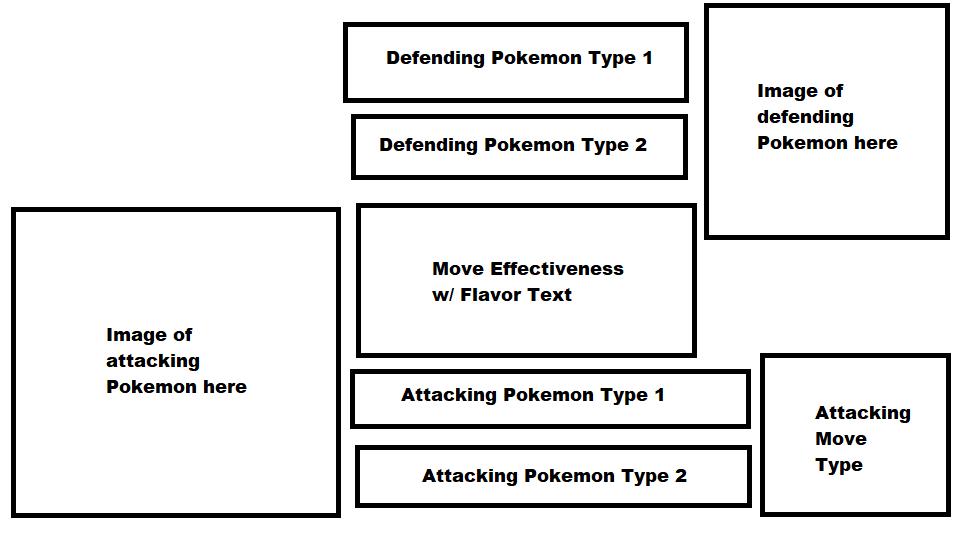 Defending Pokemon Type 1
Defending Pokemon Type 2
Image of
defending
Pokemon here
Move Effectiveness
w/ Flavor Text
Image of
attacking
Pokemon here
Attacking Pokemon Type 1
Attacking Pokemon Type 2
Attacking
Move
Type